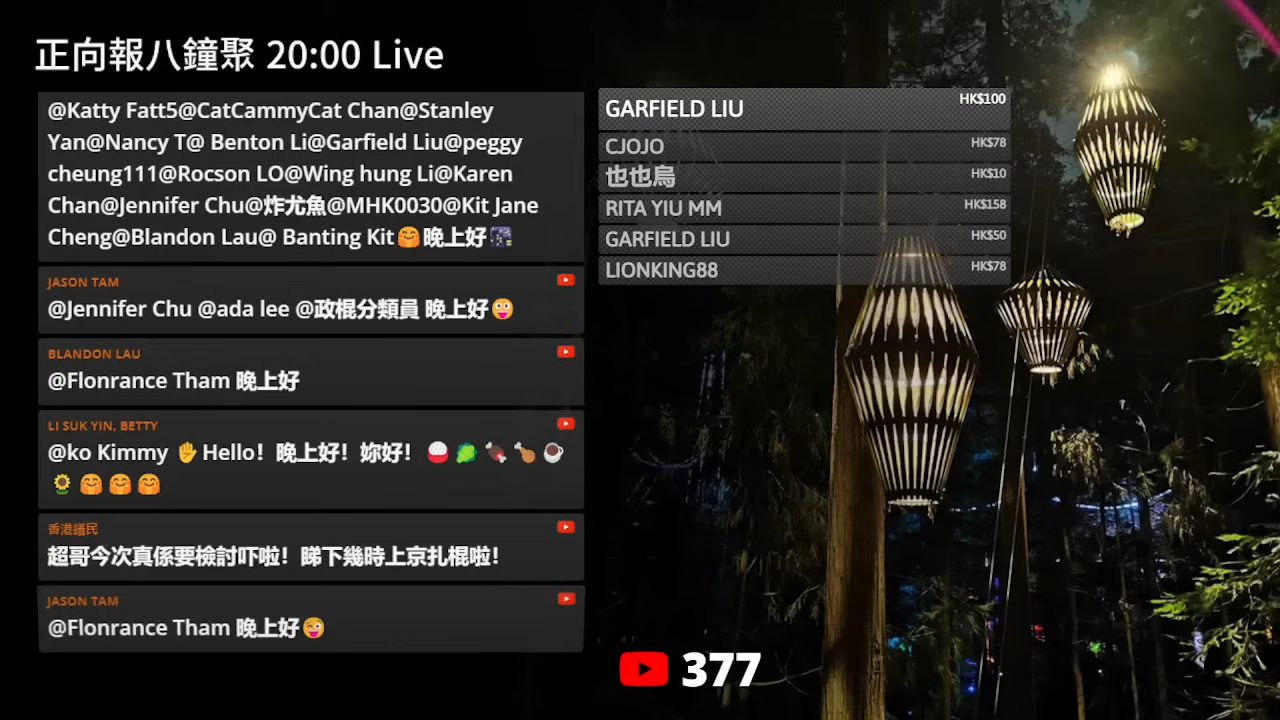 正向報八鐘聚 20:00 Live
@Katty Fatt5@CatCammyCat Chan@Stanley
Yan@Nancy T@ Benton Li@Garfield Liu@peggy
cheung111@Rocson LO@Wing hung Li@Karen
Chan@Jennifer Chu@炸尤魚@MHK0030@Kit Jane
Cheng@Blandon Lau@ Banting Kit🤗晚上好🎆
JASON TAM
@Jennifer Chu @ada lee @政棍分類員 晚上好😜
BLANDON LAU
@Flonrance Tham 晚上好
LI SUK YIN, BETTY
@ko Kimmy ✋Hello! 晚上好! 妳好! 🍚🥬🍖🍗☕
🌻🤗🤗🤗
香港議民
超哥今次真係要檢討吓啦! 睇下幾時上京扎棍啦!
JASON TAM
@Flonrance Tham 晚上好😜
GARFIELD LIU HK$100
CJOJO HK$78
也也烏 HK$10
RITA YIU MM HK$158
GARFIELD LIU HK$50
LIONKING88 HK$78
377